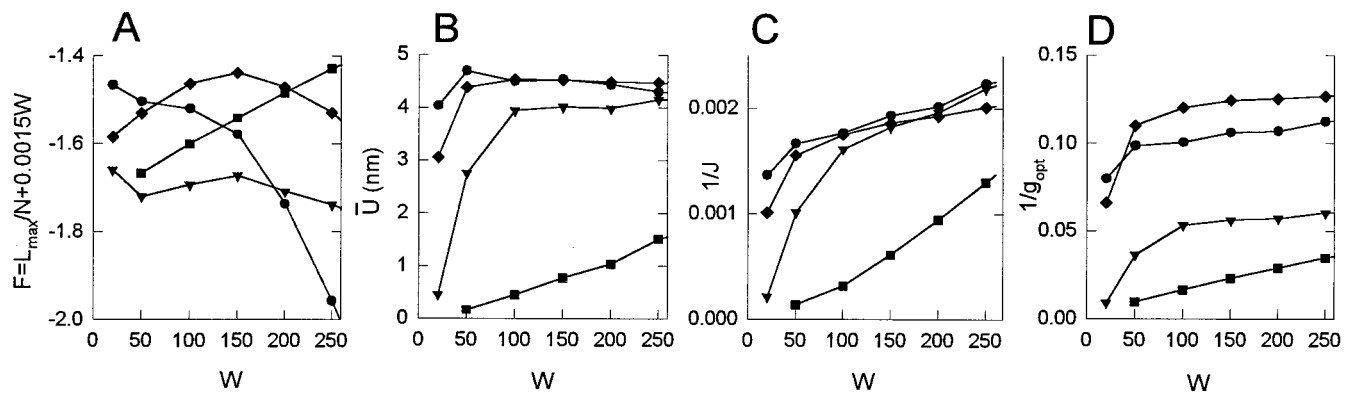 A
B
C
D
F=L_max/N+0.0015W
-1.4
-1.6
-1.8
-2.0
0 50 100 150 200 250
W
Ū (nm)
5
4
3
2
1
0
0 50 100 150 200 250
W
1/J
0.002
0.001
0.000
0 50 100 150 200 250
W
1/g_opt
0.15
0.10
0.05
0.00
0 50 100 150 200 250
W